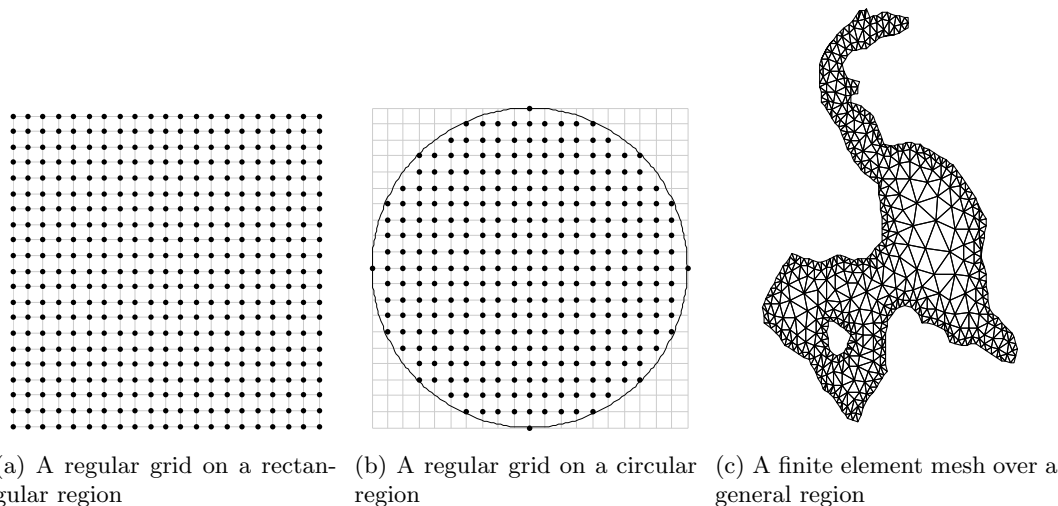 (a) A regular grid on a rectan-
gular region
(b) A regular grid on a circular
region
(c) A finite element mesh over a
general region